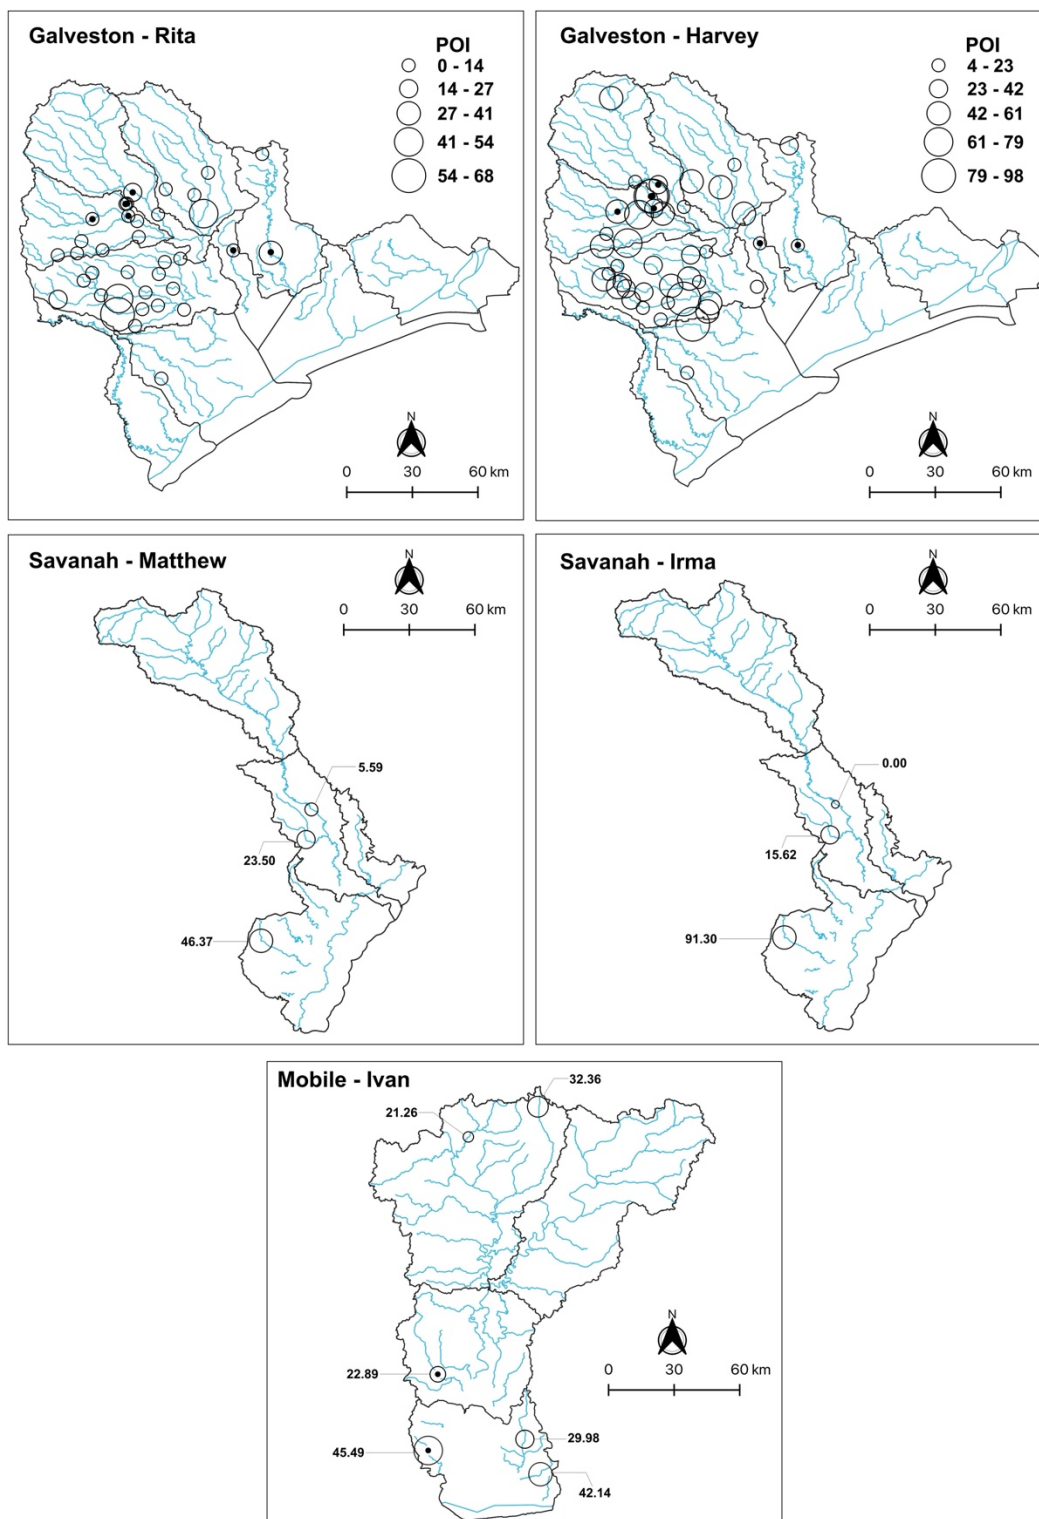 Galveston - Rita
POI
0 - 14
14 - 27
27 - 41
41 - 54
54 - 68
N
0 30 60 km
Galveston - Harvey
POI
4 - 23
23 - 42
42 - 61
61 - 79
79 - 98
N
0 30 60 km
Savanah - Matthew
N
0 30 60 km
5.59
23.50
46.37
Savanah - Irma
N
0 30 60 km
0.00
15.62
91.30
Mobile - Ivan
32.36
21.26
N
0 30 60 km
22.89
29.98
45.49
42.14